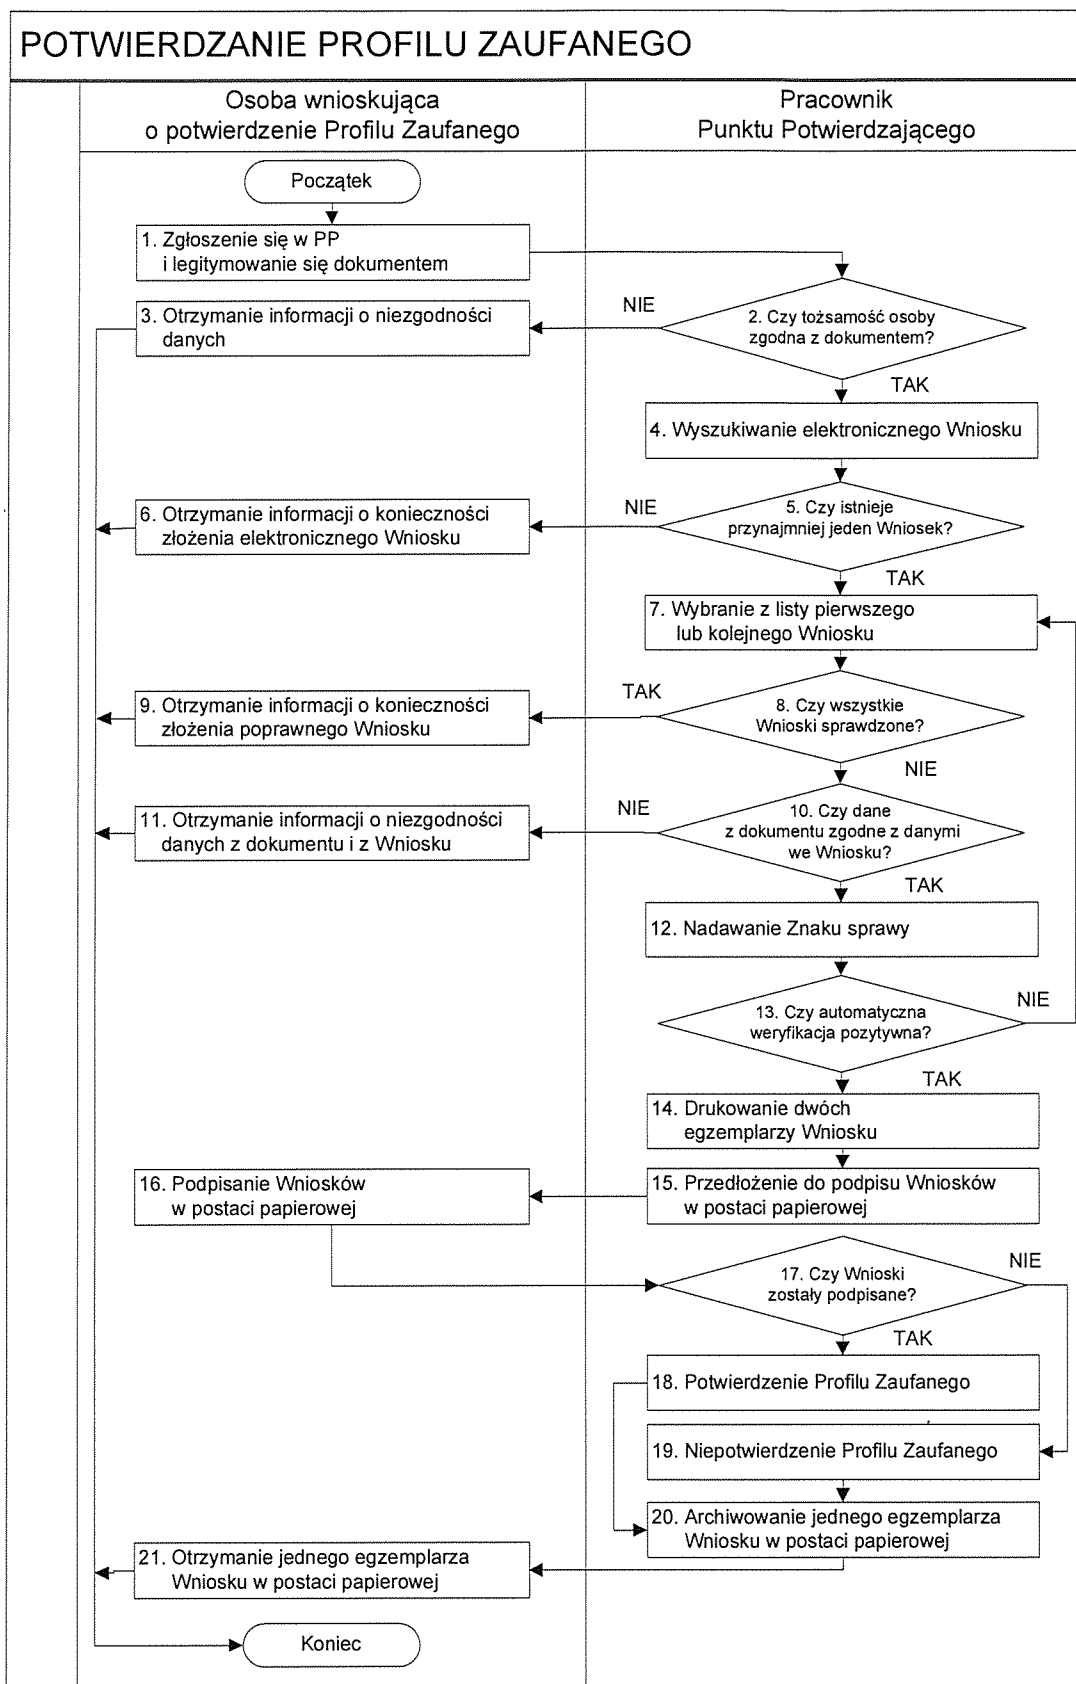 POTWIERDZANIE PROFILU ZAUFANEGO
Osoba wnioskująca
o potwierdzenie Profilu Zaufanego
Pracownik
Punktu Potwierdzającego
Początek
1. Zgłoszenie się w PP
i legitymowanie się dokumentem
2. Czy tożsamość osoby
zgodna z dokumentem?
NIE
3. Otrzymanie informacji o niezgodności
danych
TAK
4. Wyszukiwanie elektronicznego Wniosku
5. Czy istnieje
przynajmniej jeden Wniosek?
NIE
6. Otrzymanie informacji o konieczności
złożenia elektronicznego Wniosku
TAK
7. Wybranie z listy pierwszego
lub kolejnego Wniosku
8. Czy wszystkie
Wnioski sprawdzone?
TAK
9. Otrzymanie informacji o konieczności
złożenia poprawnego Wniosku
NIE
10. Czy dane
z dokumentu zgodne z danymi
we Wniosku?
NIE
11. Otrzymanie informacji o niezgodności
danych z dokumentu i z Wniosku
TAK
12. Nadawanie Znaku sprawy
13. Czy automatyczna
weryfikacja pozytywna?
NIE
TAK
14. Drukowanie dwóch
egzemplarzy Wniosku
15. Przedłożenie do podpisu Wniosków
w postaci papierowej
16. Podpisanie Wniosków
w postaci papierowej
17. Czy Wnioski
zostały podpisane?
NIE
TAK
18. Potwierdzenie Profilu Zaufanego
19. Niepotwierdzenie Profilu Zaufanego
20. Archiwowanie jednego egzemplarza
Wniosku w postaci papierowej
21. Otrzymanie jednego egzemplarza
Wniosku w postaci papierowej
Koniec